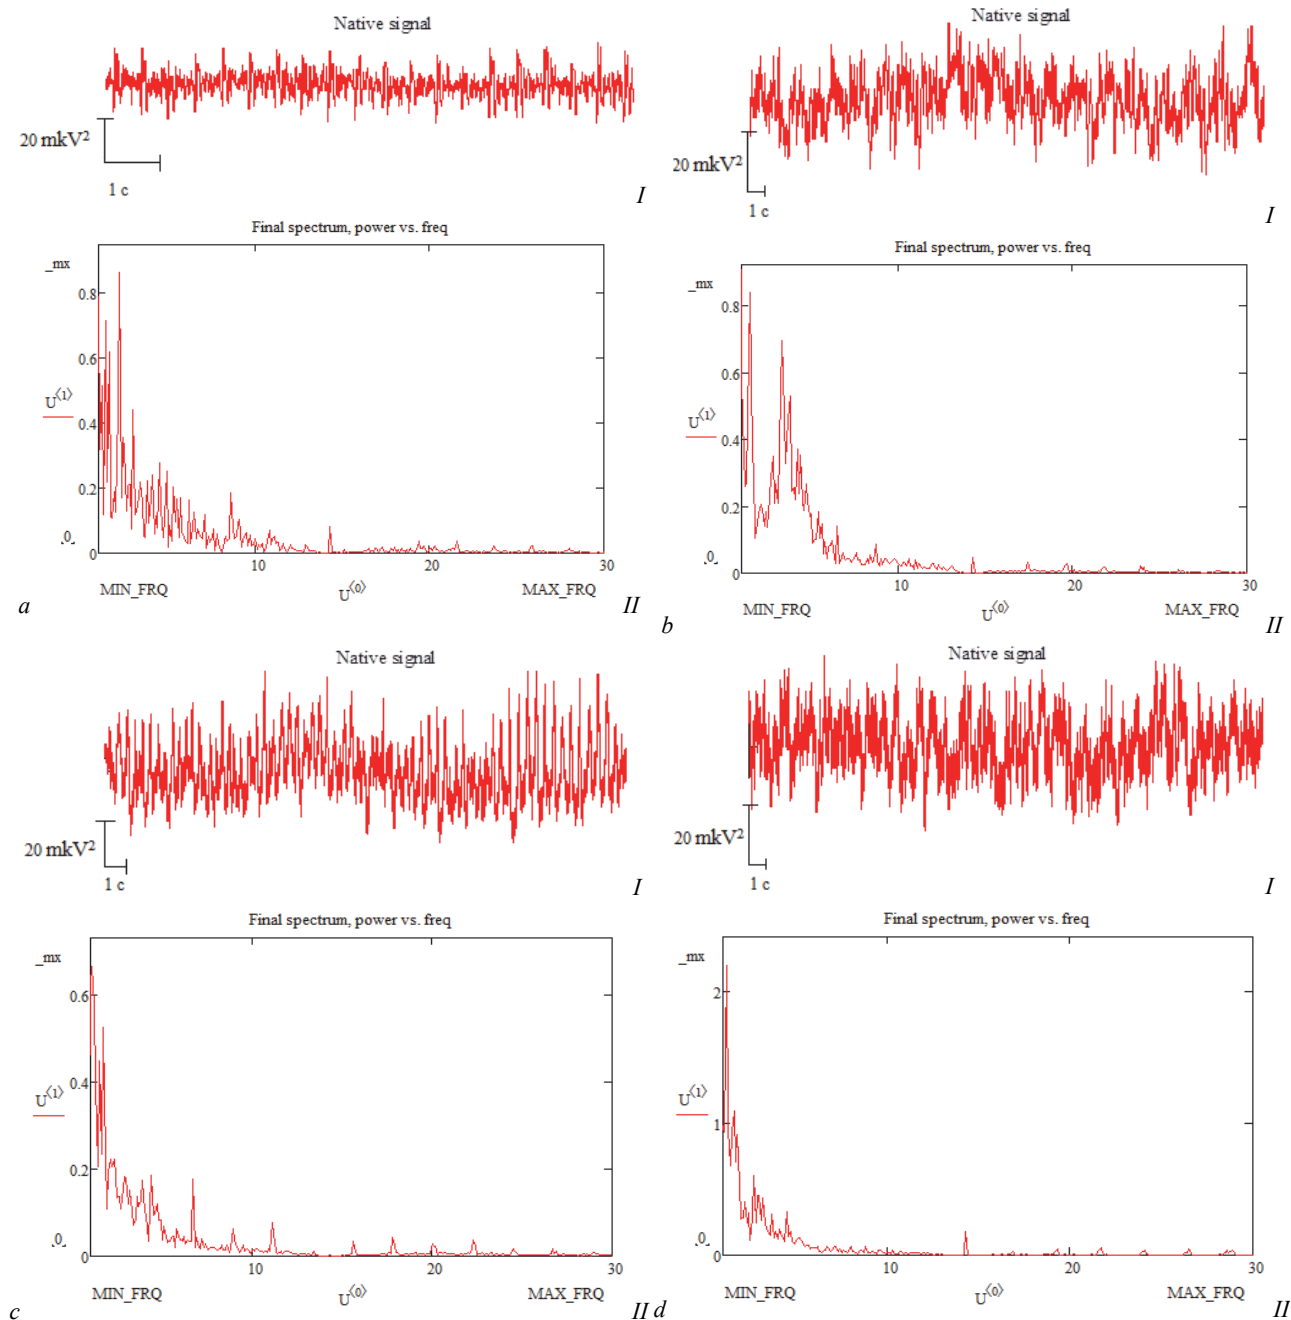 Native signal
20 mkV²
1 c
I
Final spectrum, power vs. freq
_mx
0.8
0.6
U⟨1⟩
0.4
0.2
.0.
0
10
20
30
MIN_FRQ
U⟨0⟩
MAX_FRQ
a
II
Native signal
20 mkV²
1 c
I
Final spectrum, power vs. freq
_mx
0.8
0.6
U⟨1⟩
0.4
0.2
.0.
0
10
20
30
MIN_FRQ
U⟨0⟩
MAX_FRQ
b
II
Native signal
20 mkV²
1 c
I
Final spectrum, power vs. freq
_mx
0.6
0.4
U⟨1⟩
0.2
.0.
0
10
20
30
MIN_FRQ
U⟨0⟩
MAX_FRQ
c
II
Native signal
20 mkV²
1 c
I
Final spectrum, power vs. freq
_mx
2
U⟨1⟩
1
.0.
0
10
20
30
MIN_FRQ
U⟨0⟩
MAX_FRQ
d
II